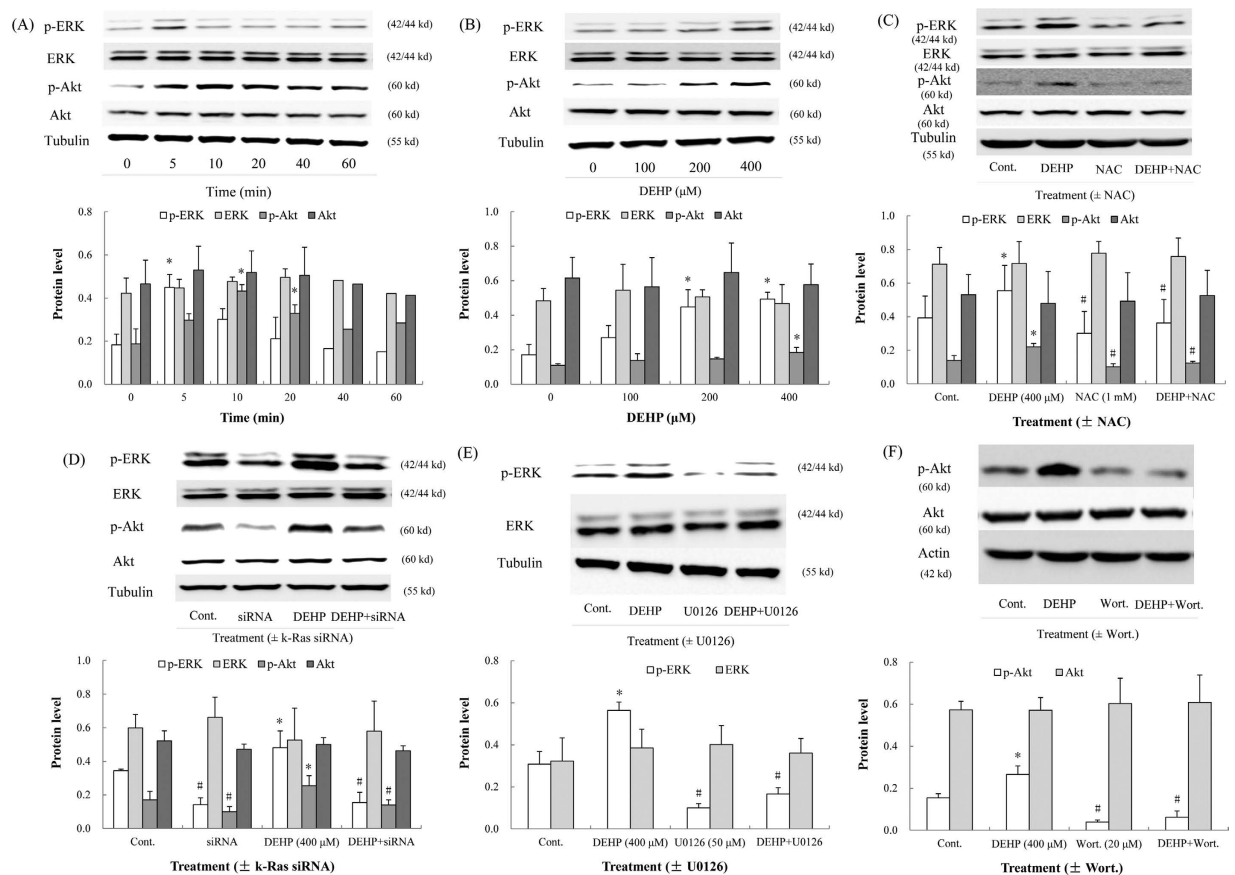 (A)
p-ERK (42/44 kd)
ERK (42/44 kd)
p-Akt (60 kd)
Akt (60 kd)
Tubulin (55 kd)
0 5 10 20 40 60
Time (min)
0.8
0.6
0.4
0.2
0.0
Protein level
p-ERK ERK p-Akt Akt
* * *
0 5 10 20 40 60
Time (min)
(B)
p-ERK (42/44 kd)
ERK (42/44 kd)
p-Akt (60 kd)
Akt (60 kd)
Tubulin (55 kd)
0 100 200 400
DEHP (μM)
1.0
0.8
0.6
0.4
0.2
0.0
Protein level
p-ERK ERK p-Akt Akt
* * *
0 100 200 400
DEHP (μM)
(C)
p-ERK
(42/44 kd)
ERK
(42/44 kd)
p-Akt
(60 kd)
Akt
(60 kd)
Tubulin
(55 kd)
Cont. DEHP NAC DEHP+NAC
Treatment (± NAC)
1.0
0.8
0.6
0.4
0.2
0.0
Protein level
p-ERK ERK p-Akt Akt
* * # # # #
Cont. DEHP (400 μM) NAC (1 mM) DEHP+NAC
Treatment (± NAC)
(D)
p-ERK (42/44 kd)
ERK (42/44 kd)
p-Akt (60 kd)
Akt (60 kd)
Tubulin (55 kd)
Cont. siRNA DEHP DEHP+siRNA
Treatment (± k-Ras siRNA)
1.0
0.8
0.6
0.4
0.2
0.0
Protein level
p-ERK ERK p-Akt Akt
# # * * # #
Cont. siRNA DEHP (400 μM) DEHP+siRNA
Treatment (± k-Ras siRNA)
(E)
p-ERK (42/44 kd)
ERK (42/44 kd)
Tubulin (55 kd)
Cont. DEHP U0126 DEHP+U0126
Treatment (± U0126)
0.8
0.6
0.4
0.2
0.0
Protein level
p-ERK ERK
* # #
Cont. DEHP (400 μM) U0126 (50 μM) DEHP+U0126
Treatment (± U0126)
(F)
p-Akt
(60 kd)
Akt
(60 kd)
Actin
(42 kd)
Cont. DEHP Wort. DEHP+Wort.
Treatment (± Wort.)
0.8
0.6
0.4
0.2
0.0
Protein level
p-Akt Akt
* # #
Cont. DEHP (400 μM) Wort. (20 μM) DEHP+Wort.
Treatment (± Wort.)